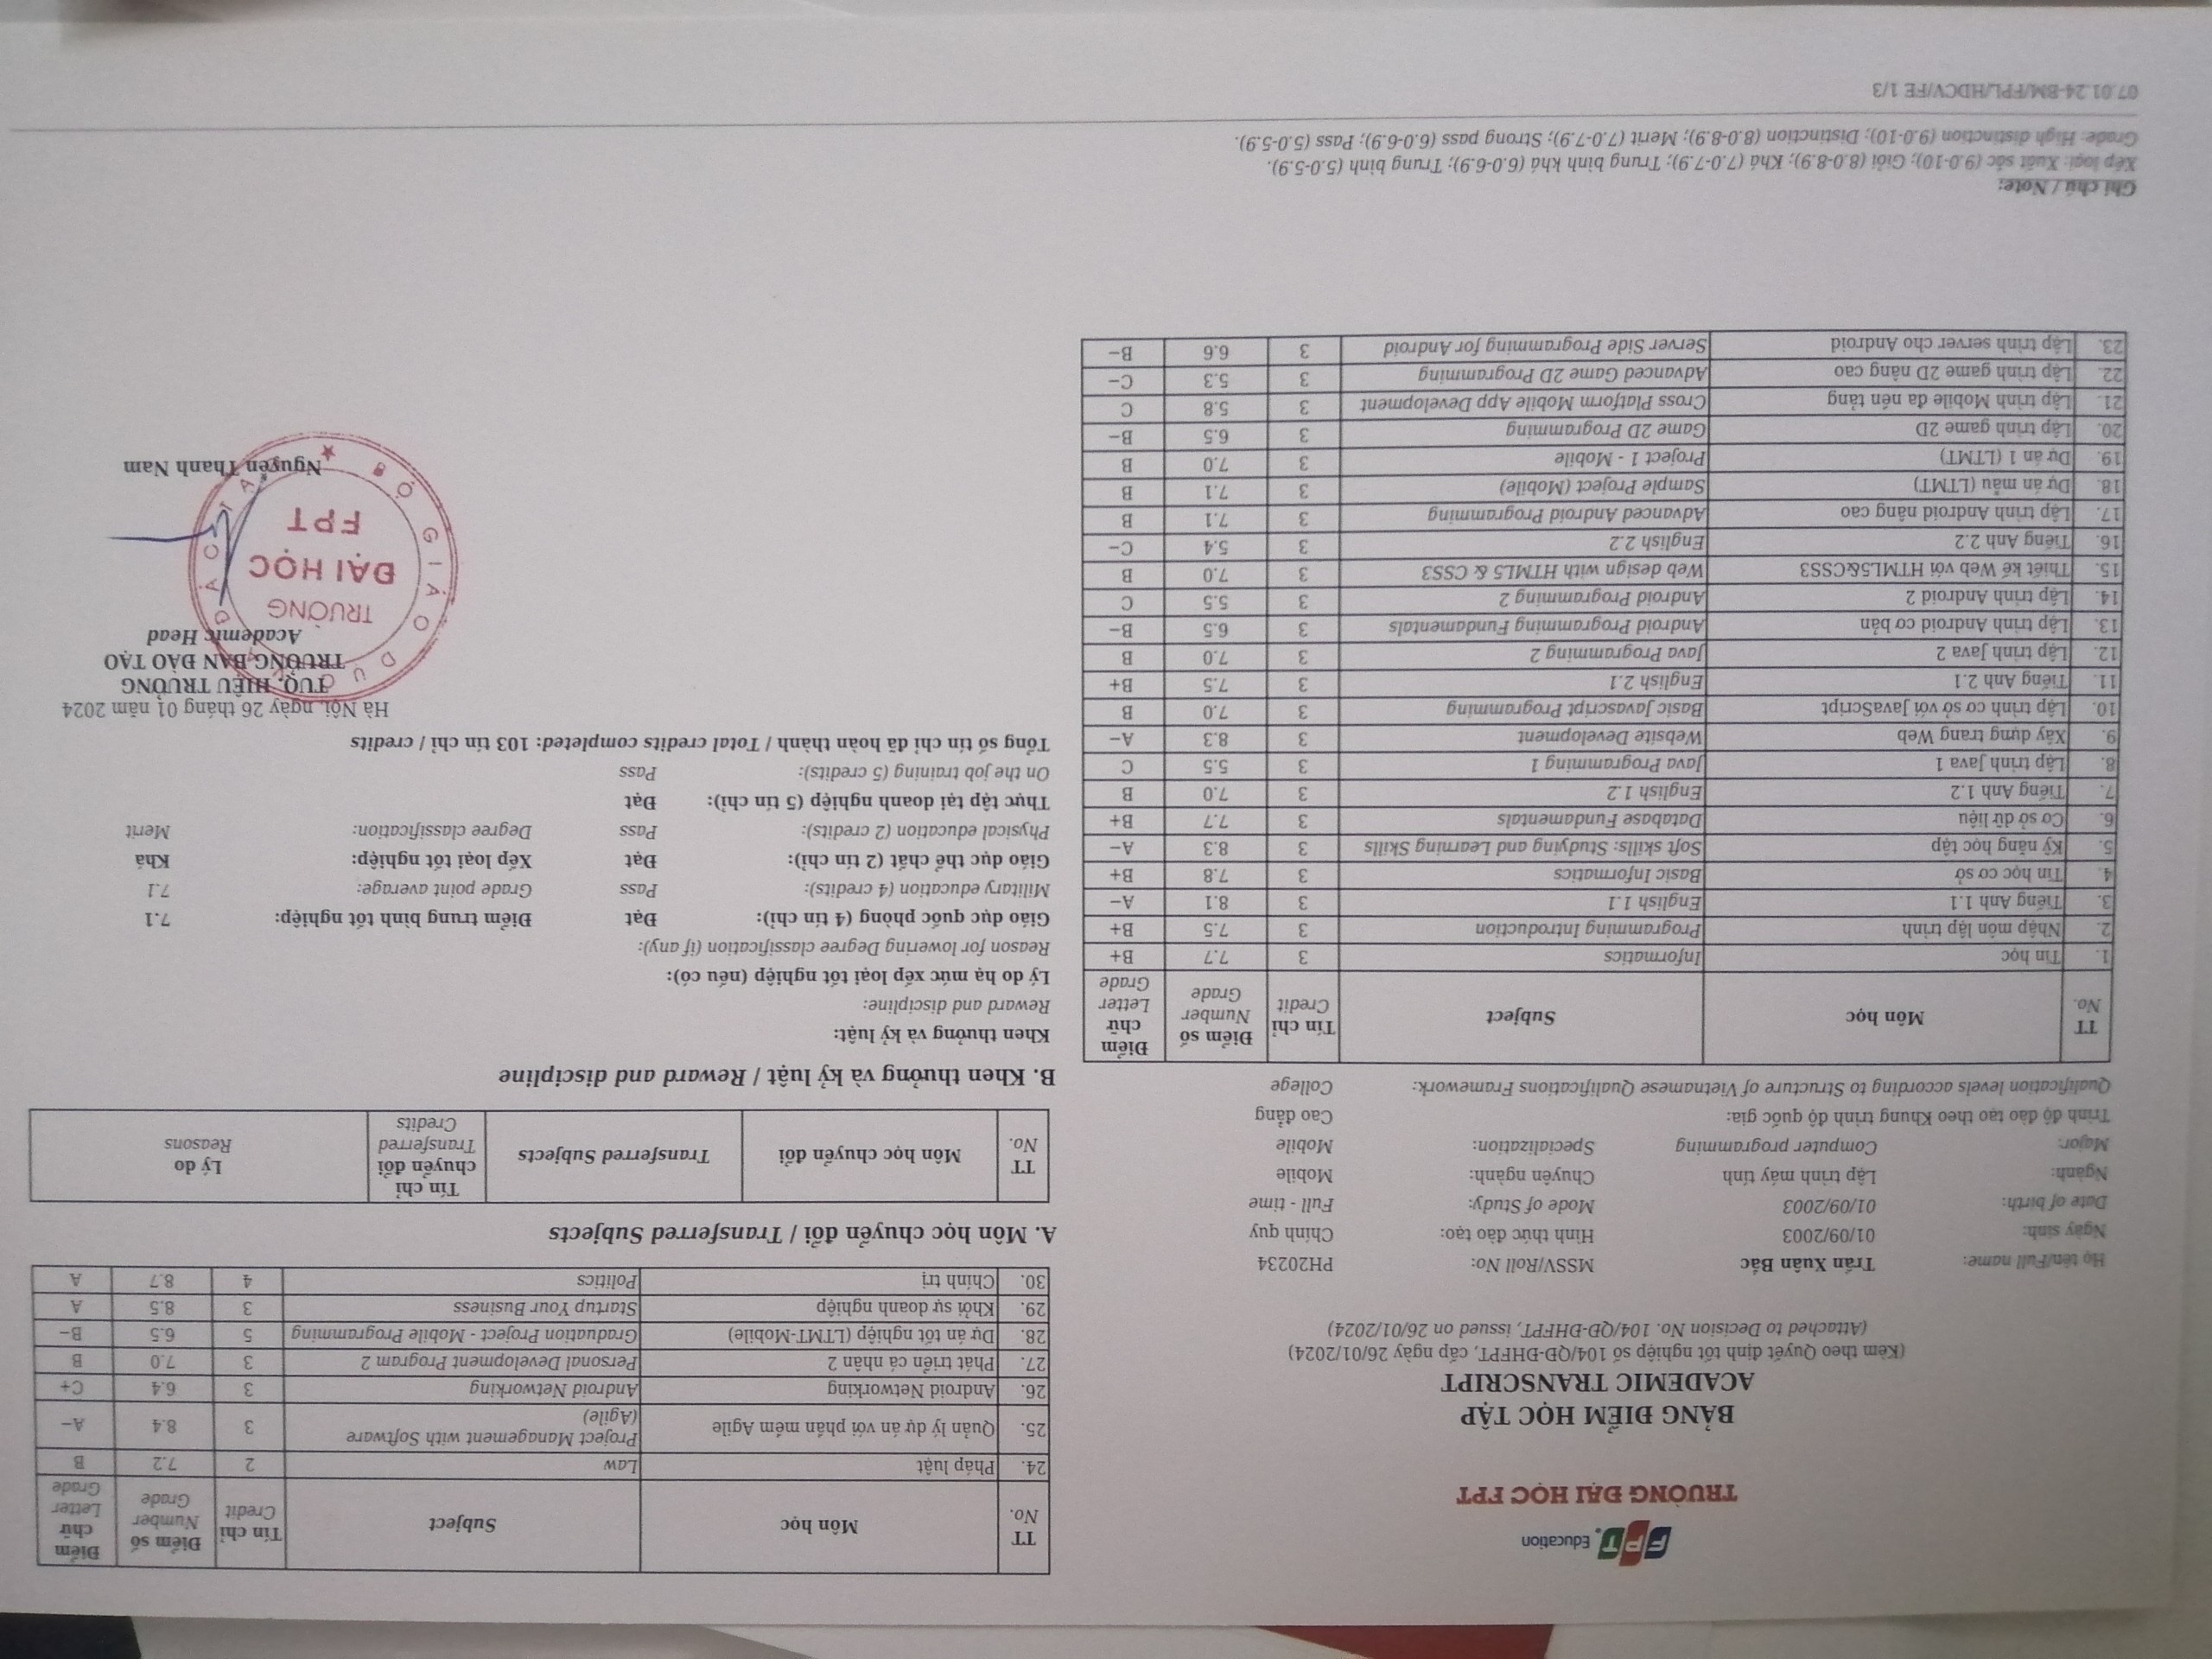 FPT Education
TRƯỜNG ĐẠI HỌC FPT
BẢNG ĐIỂM HỌC TẬP
ACADEMIC TRANSCRIPT
(Kèm theo Quyết định tốt nghiệp số 104/QĐ-ĐHFPT, cấp ngày 26/01/2024)
(Attached to Decision No. 104/QĐ-ĐHFPT, issued on 26/01/2024)
Họ tên/Full name: Trần Xuân Bắc MSSV/Roll No: PH20234
Ngày sinh: 01/09/2003 Hình thức đào tạo: Chính quy
Date of birth: 01/09/2003 Mode of Study: Full - time
Ngành: Lập trình máy tính Chuyên ngành: Mobile
Major: Computer programming Specialization: Mobile
Trình độ đào tạo theo Khung trình độ quốc gia: Cao đẳng
Qualification levels according to Structure of Vietnamese Qualifications Framework: College
TT Môn học Subject Tín chỉ Điểm số Điểm chữ
No. Credit Number Grade Letter Grade
1. Tin học Informatics 3 7.7 B+
2. Nhập môn lập trình Programming Introduction 3 7.5 B+
3. Tiếng Anh 1.1 English 1.1 3 8.1 A−
4. Tin học cơ sở Basic Informatics 3 7.8 B+
5. Kỹ năng học tập Soft skills: Studying and Learning Skills 3 8.3 A−
6. Cơ sở dữ liệu Database Fundamentals 3 7.7 B+
7. Tiếng Anh 1.2 English 1.2 3 7.0 B
8. Lập trình Java 1 Java Programming 1 3 5.5 C
9. Xây dựng trang Web Website Development 3 8.3 A−
10. Lập trình cơ sở với JavaScript Basic Javascript Programming 3 7.0 B
11. Tiếng Anh 2.1 English 2.1 3 7.5 B+
12. Lập trình Java 2 Java Programming 2 3 7.0 B
13. Lập trình Android cơ bản Android Programming Fundamentals 3 6.5 B−
14. Lập trình Android 2 Android Programming 2 3 5.5 C
15. Thiết kế Web với HTML5&CSS3 Web design with HTML5 & CSS3 3 7.0 B
16. Tiếng Anh 2.2 English 2.2 3 5.4 C−
17. Lập trình Android nâng cao Advanced Android Programming 3 7.1 B
18. Dự án mẫu (LTMT) Sample Project (Mobile) 3 7.1 B
19. Dự án 1 (LTMT) Project 1 - Mobile 3 7.0 B
20. Lập trình game 2D Game 2D Programming 3 6.5 B−
21. Lập trình Mobile đa nền tảng Cross Platform Mobile App Development 3 5.8 C
22. Lập trình game 2D nâng cao Advanced Game 2D Programming 3 5.3 C−
23. Lập trình server cho Android Server Side Programming for Android 3 6.6 B−
Ghi chú / Note:
Xếp loại: Xuất sắc (9.0-10); Giỏi (8.0-8.9); Khá (7.0-7.9); Trung bình khá (6.0-6.9); Trung bình (5.0-5.9).
Grade: High distinction (9.0-10); Distinction (8.0-8.9); Merit (7.0-7.9); Strong pass (6.0-6.9); Pass (5.0-5.9).
07.01.24-BM/FPL/HDCV/FE 1/3
TT Môn học Subject Tín chỉ Điểm số Điểm chữ
No. Credit Number Grade Letter Grade
24. Pháp luật Law 2 7.2 B
25. Quản lý dự án với phần mềm Agile Project Management with Software (Agile) 3 8.4 A−
26. Android Networking Android Networking 3 6.4 C+
27. Phát triển cá nhân 2 Personal Development Program 2 3 7.0 B
28. Dự án tốt nghiệp (LTMT-Mobile) Graduation Project - Mobile Programming 5 6.5 B−
29. Khởi sự doanh nghiệp Startup Your Business 3 8.5 A
30. Chính trị Politics 4 8.7 A
A. Môn học chuyển đổi / Transferred Subjects
TT Môn học chuyển đổi Transferred Subjects Tín chỉ chuyển đổi Lý do
No. Transferred Credits Reasons
B. Khen thưởng và kỷ luật / Reward and discipline
Khen thưởng và kỷ luật:
Reward and discipline:
Lý do hạ mức xếp loại tốt nghiệp (nếu có):
Reason for lowering Degree classification (if any):
Giáo dục quốc phòng (4 tín chỉ): Đạt Điểm trung bình tốt nghiệp: 7.1
Military education (4 credits): Pass Grade point average: 7.1
Giáo dục thể chất (2 tín chỉ): Đạt Xếp loại tốt nghiệp: Khá
Physical education (2 credits): Pass Degree classification: Merit
Thực tập tại doanh nghiệp (5 tín chỉ): Đạt
On the job training (5 credits): Pass
Tổng số tín chỉ đã hoàn thành / Total credits completed: 103 tín chỉ / credits
Hà Nội, ngày 26 tháng 01 năm 2024
TUQ. HIỆU TRƯỞNG
TRƯỞNG BAN ĐÀO TẠO
Academic Head
BỘ GIÁO DỤC VÀ ĐÀO TẠO
TRƯỜNG
ĐẠI HỌC
FPT
Nguyễn Thanh Nam